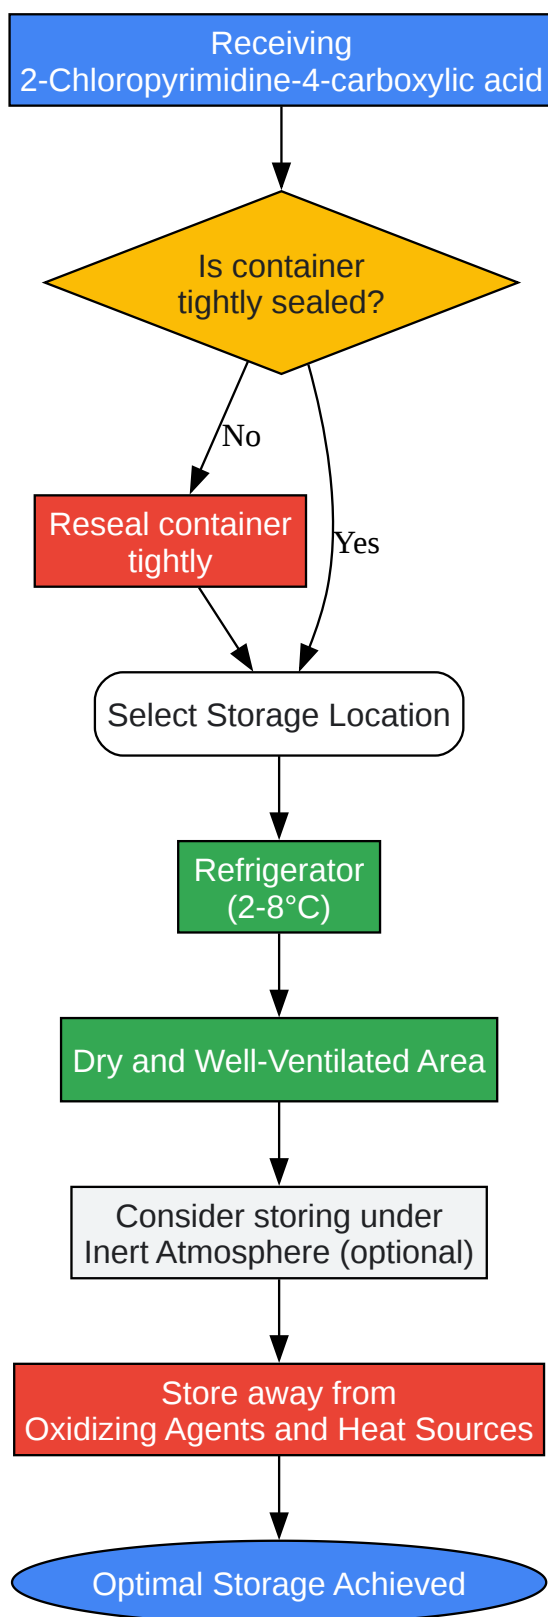 Receiving
2-Chloropyrimidine-4-carboxylic acid
Is container
tightly sealed?
No
Reseal container
tightly
Yes
Select Storage Location
Refrigerator
(2-8°C)
Dry and Well-Ventilated Area
Consider storing under
Inert Atmosphere (optional)
Store away from
Oxidizing Agents and Heat Sources
Optimal Storage Achieved